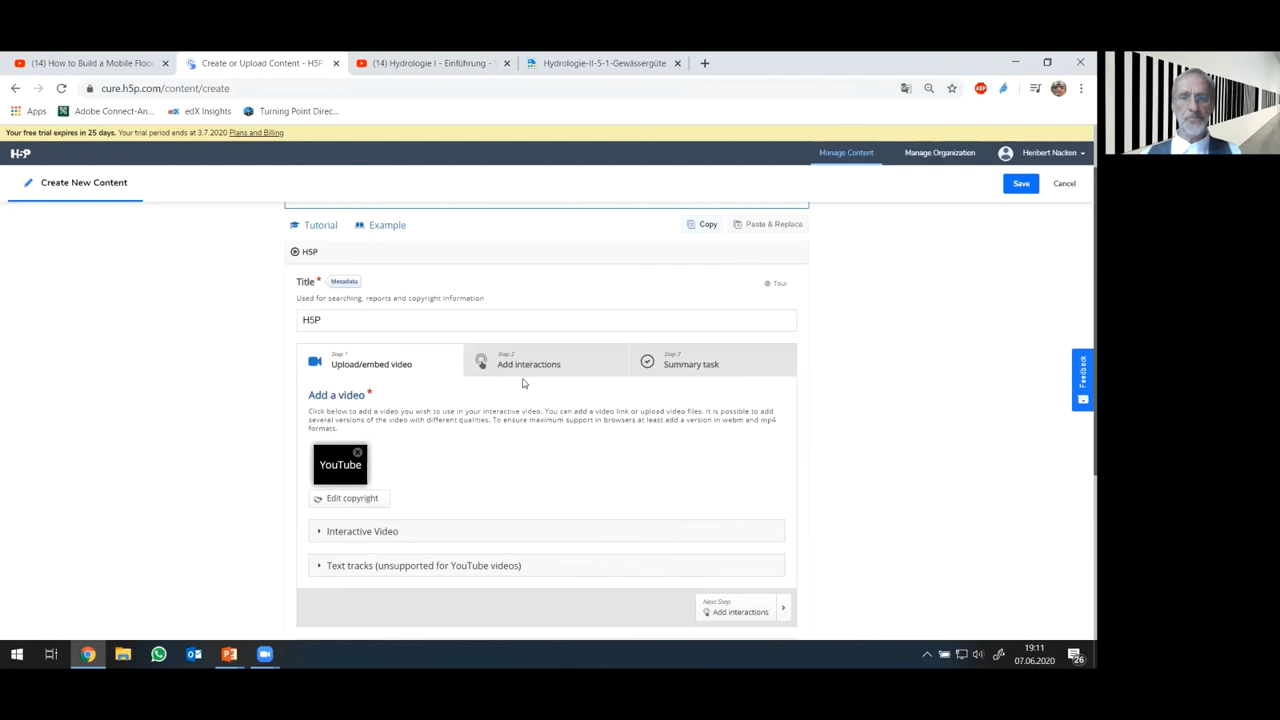 (14) How to Build a Mobile Flooc
Create or Upload Content - H5P
(14) Hydrologie I - Einführung -
Hydrologie-II-5-1-Gewässergüte
cure.h5p.com/content/create
Apps
Adobe Connect-An...
edX Insights
Turning Point Direc...
Your free trial expires in 25 days. Your trial period ends at 3.7.2020 Plans and Billing
H5P
Manage Content
Manage Organization
Heribert Nacken
Create New Content
Save
Cancel
Tutorial
Example
Copy
Paste & Replace
H5P
Title*
Metadata
Tour
Used for searching, reports and copyright information
H5P
Step 1
Upload/embed video
Step 2
Add interactions
Step 3
Summary task
Feedback
Add a video*
Click below to add a video you wish to use in your interactive video. You can add a video link or upload video files. It is possible to add
several versions of the video with different qualities. To ensure maximum support in browsers at least add a version in webm and mp4
formats.
YouTube
Edit copyright
Interactive Video
Text tracks (unsupported for YouTube videos)
Next Step
Add interactions
19:11
07.06.2020
26